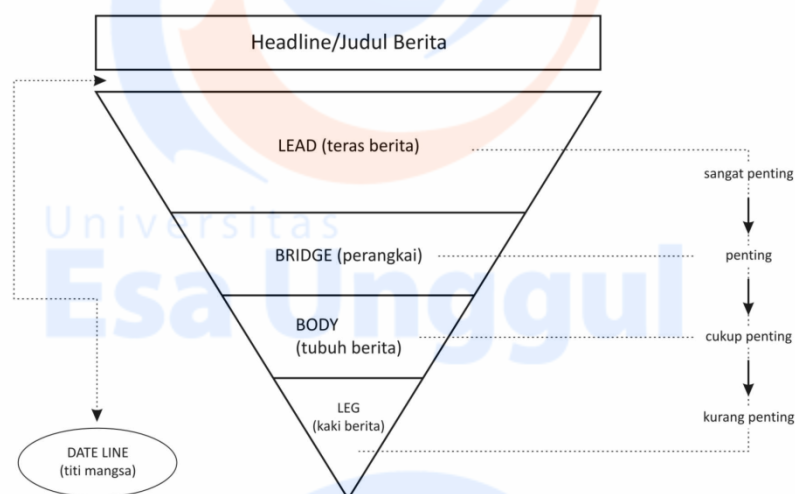 Headline/Judul Berita
LEAD (teras berita)
sangat penting
Universitas
Esa Unggul
BRIDGE (perangkai)
penting
BODY
(tubuh berita)
cukup penting
LEG
(kaki berita)
kurang penting
DATE LINE
(titi mangsa)